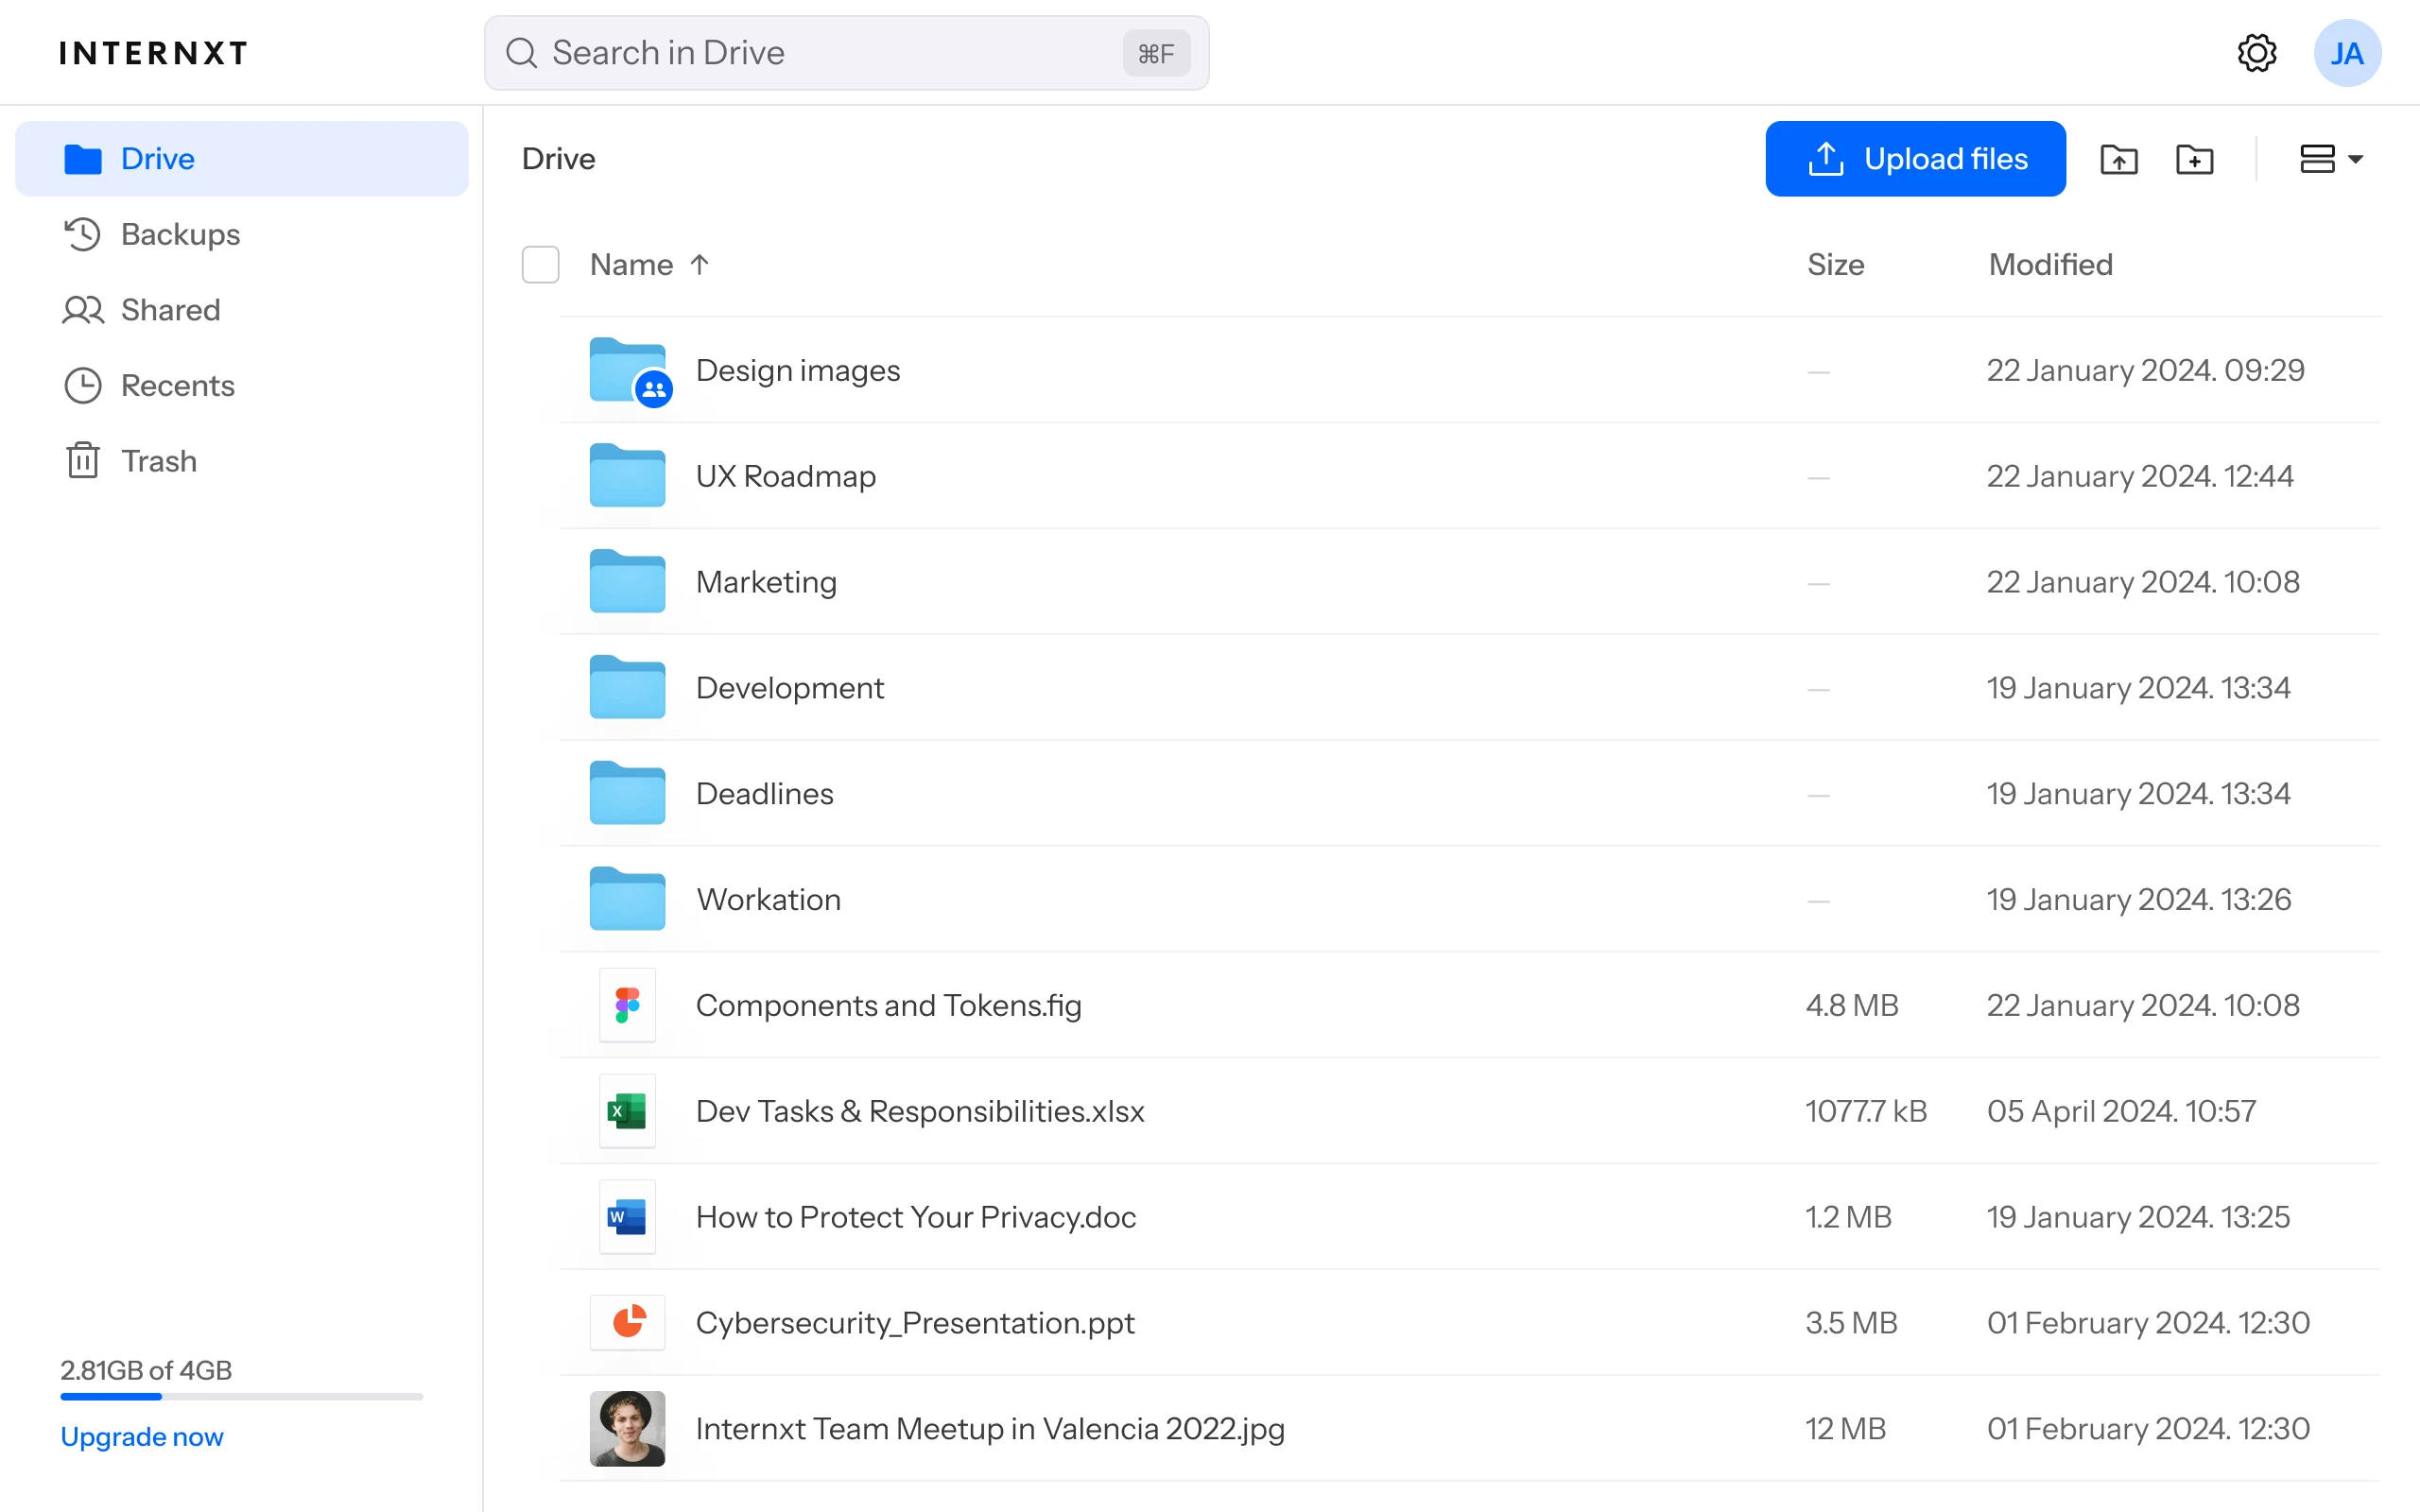 INTERNXT
Search in Drive
⌘F
JA
Drive
Backups
Shared
Recents
Trash
2.81GB of 4GB
Upgrade now
Drive
Upload files
Name ↑ Size Modified
Design images — 22 January 2024. 09:29
UX Roadmap — 22 January 2024. 12:44
Marketing — 22 January 2024. 10:08
Development — 19 January 2024. 13:34
Deadlines — 19 January 2024. 13:34
Workation — 19 January 2024. 13:26
Components and Tokens.fig 4.8 MB 22 January 2024. 10:08
X Dev Tasks & Responsibilities.xlsx 1077.7 kB 05 April 2024. 10:57
W How to Protect Your Privacy.doc 1.2 MB 19 January 2024. 13:25
Cybersecurity_Presentation.ppt 3.5 MB 01 February 2024. 12:30
Internxt Team Meetup in Valencia 2022.jpg 12 MB 01 February 2024. 12:30